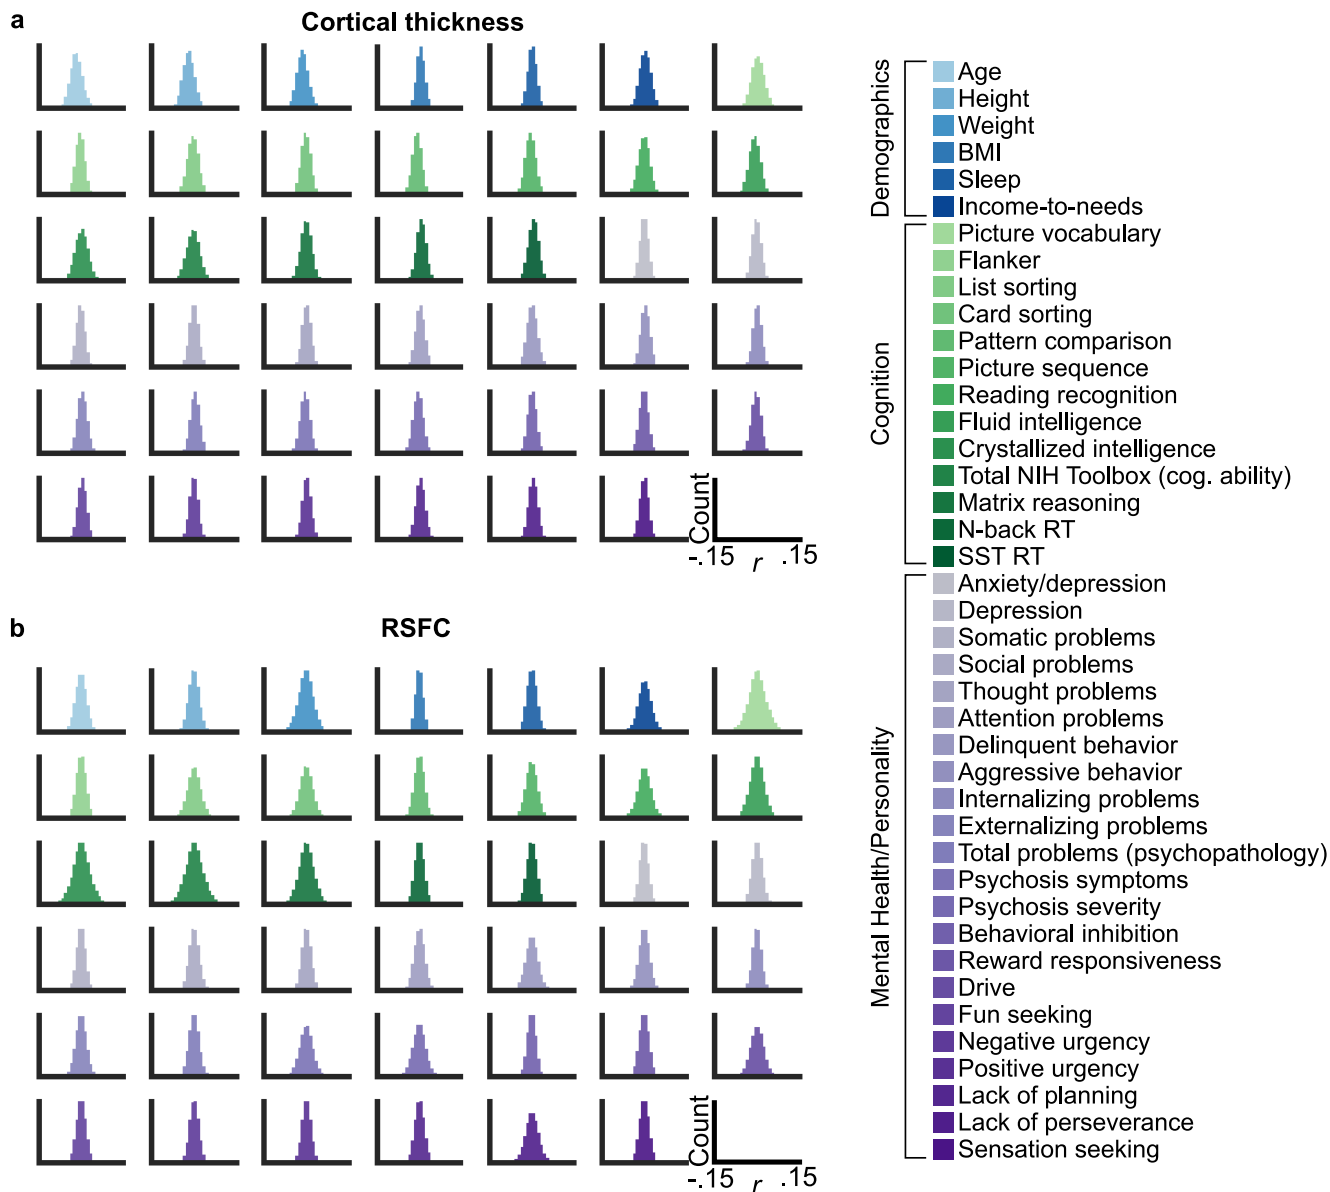 a
Cortical thickness
Count
-.15 r .15
b
RSFC
Count
-.15 r .15
Demographics
Age
Height
Weight
BMI
Sleep
Income-to-needs
Cognition
Picture vocabulary
Flanker
List sorting
Card sorting
Pattern comparison
Picture sequence
Reading recognition
Fluid intelligence
Crystallized intelligence
Total NIH Toolbox (cog. ability)
Matrix reasoning
N-back RT
SST RT
Mental Health/Personality
Anxiety/depression
Depression
Somatic problems
Social problems
Thought problems
Attention problems
Delinquent behavior
Aggressive behavior
Internalizing problems
Externalizing problems
Total problems (psychopathology)
Psychosis symptoms
Psychosis severity
Behavioral inhibition
Reward responsiveness
Drive
Fun seeking
Negative urgency
Positive urgency
Lack of planning
Lack of perseverance
Sensation seeking